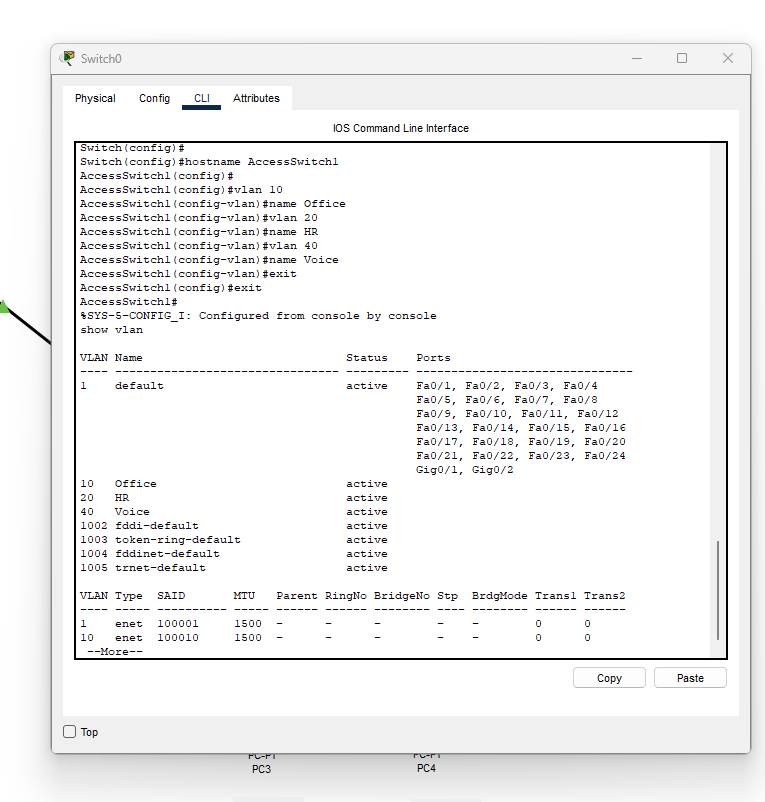 Switch0
Physical Config CLI Attributes
IOS Command Line Interface
Switch(config)#
Switch(config)#hostname AccessSwitch1
AccessSwitch1(config)#
AccessSwitch1(config)#vlan 10
AccessSwitch1(config-vlan)#name Office
AccessSwitch1(config-vlan)#vlan 20
AccessSwitch1(config-vlan)#name HR
AccessSwitch1(config-vlan)#vlan 40
AccessSwitch1(config-vlan)#name Voice
AccessSwitch1(config-vlan)#exit
AccessSwitch1(config)#exit
AccessSwitch1#
%SYS-5-CONFIG_I: Configured from console by console
show vlan
VLAN Name                             Status    Ports
---- -------------------------------- --------- -------------------------------
1    default                          active    Fa0/1, Fa0/2, Fa0/3, Fa0/4
                                                Fa0/5, Fa0/6, Fa0/7, Fa0/8
                                                Fa0/9, Fa0/10, Fa0/11, Fa0/12
                                                Fa0/13, Fa0/14, Fa0/15, Fa0/16
                                                Fa0/17, Fa0/18, Fa0/19, Fa0/20
                                                Fa0/21, Fa0/22, Fa0/23, Fa0/24
                                                Gig0/1, Gig0/2
10   Office                           active
20   HR                               active
40   Voice                            active
1002 fddi-default                     active
1003 token-ring-default               active
1004 fddinet-default                  active
1005 trnet-default                    active
VLAN Type  SAID       MTU   Parent RingNo BridgeNo Stp  BrdgMode Trans1 Trans2
---- ----- ---------- ----- ------ ------ -------- ---- -------- ------ ------
1    enet  100001     1500  -      -      -        -    -        0      0
10   enet  100010     1500  -      -      -        -    -        0      0
 --More--
Copy Paste
Top
PC-PT PC-PT
PC3 PC4